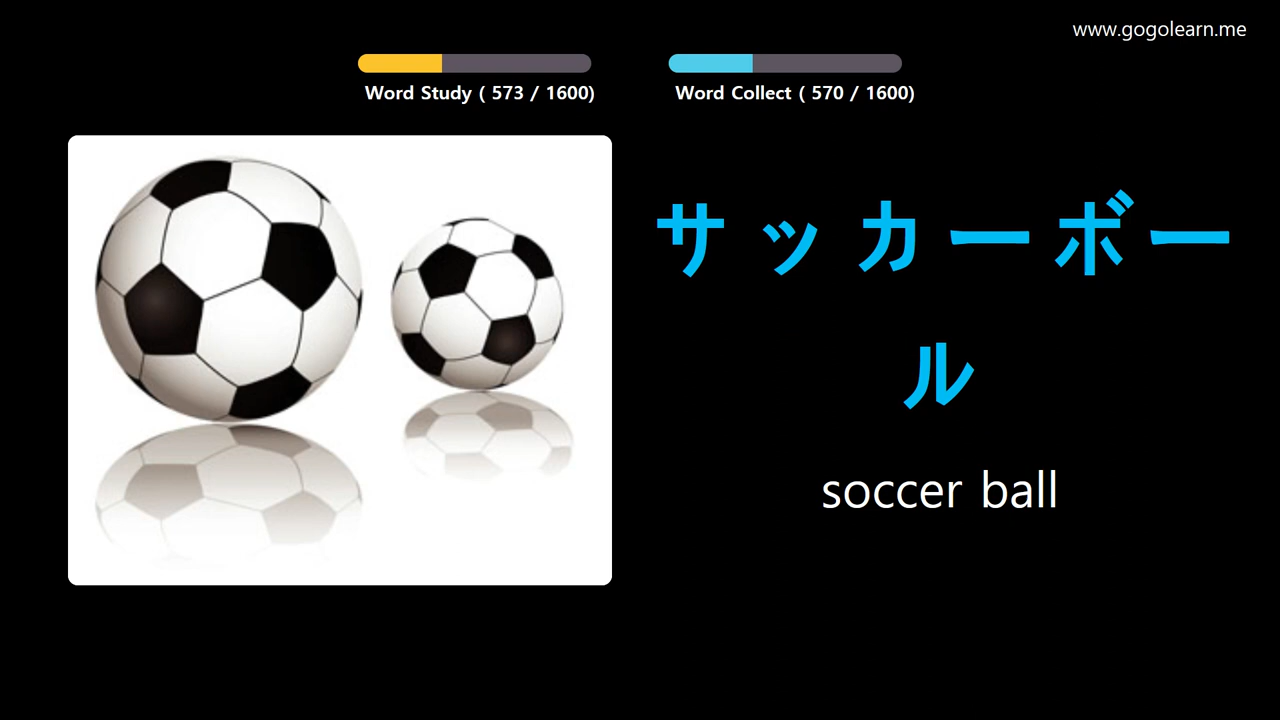 www.gogolearn.me
Word Study ( 573 / 1600)
Word Collect ( 570 / 1600)
サッカーボー
ル
soccer ball